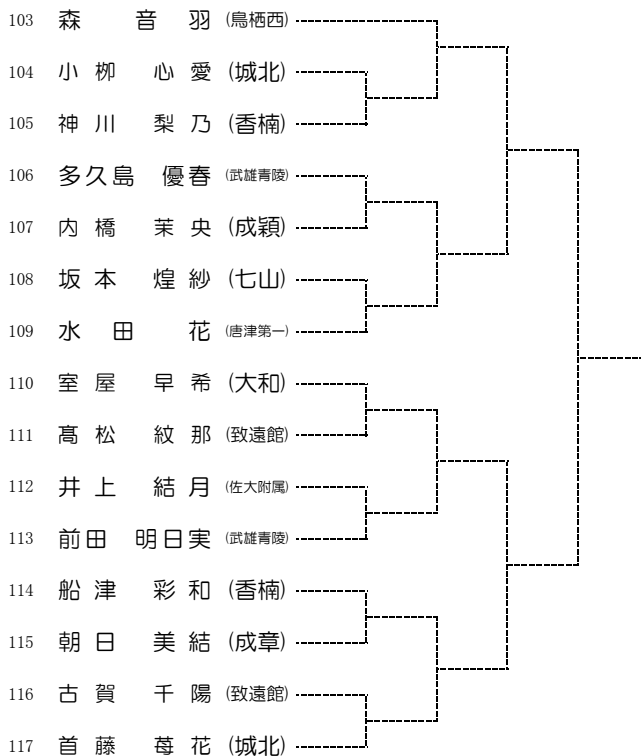 103 森 音 羽 (鳥栖西)
104 小 栁 心 愛 (城北)
105 神 川 梨 乃 (香楠)
106 多久島 優春 (武雄青陵)
107 内 橋 茉 央 (成穎)
108 坂 本 煌 紗 (七山)
109 水 田 花 (唐津第一)
110 室 屋 早 希 (大和)
111 髙 松 紋 那 (致遠館)
112 井 上 結 月 (佐大附属)
113 前田 明日実 (武雄青陵)
114 船 津 彩 和 (香楠)
115 朝 日 美 結 (成章)
116 古 賀 千 陽 (致遠館)
117 首 藤 苺 花 (城北)